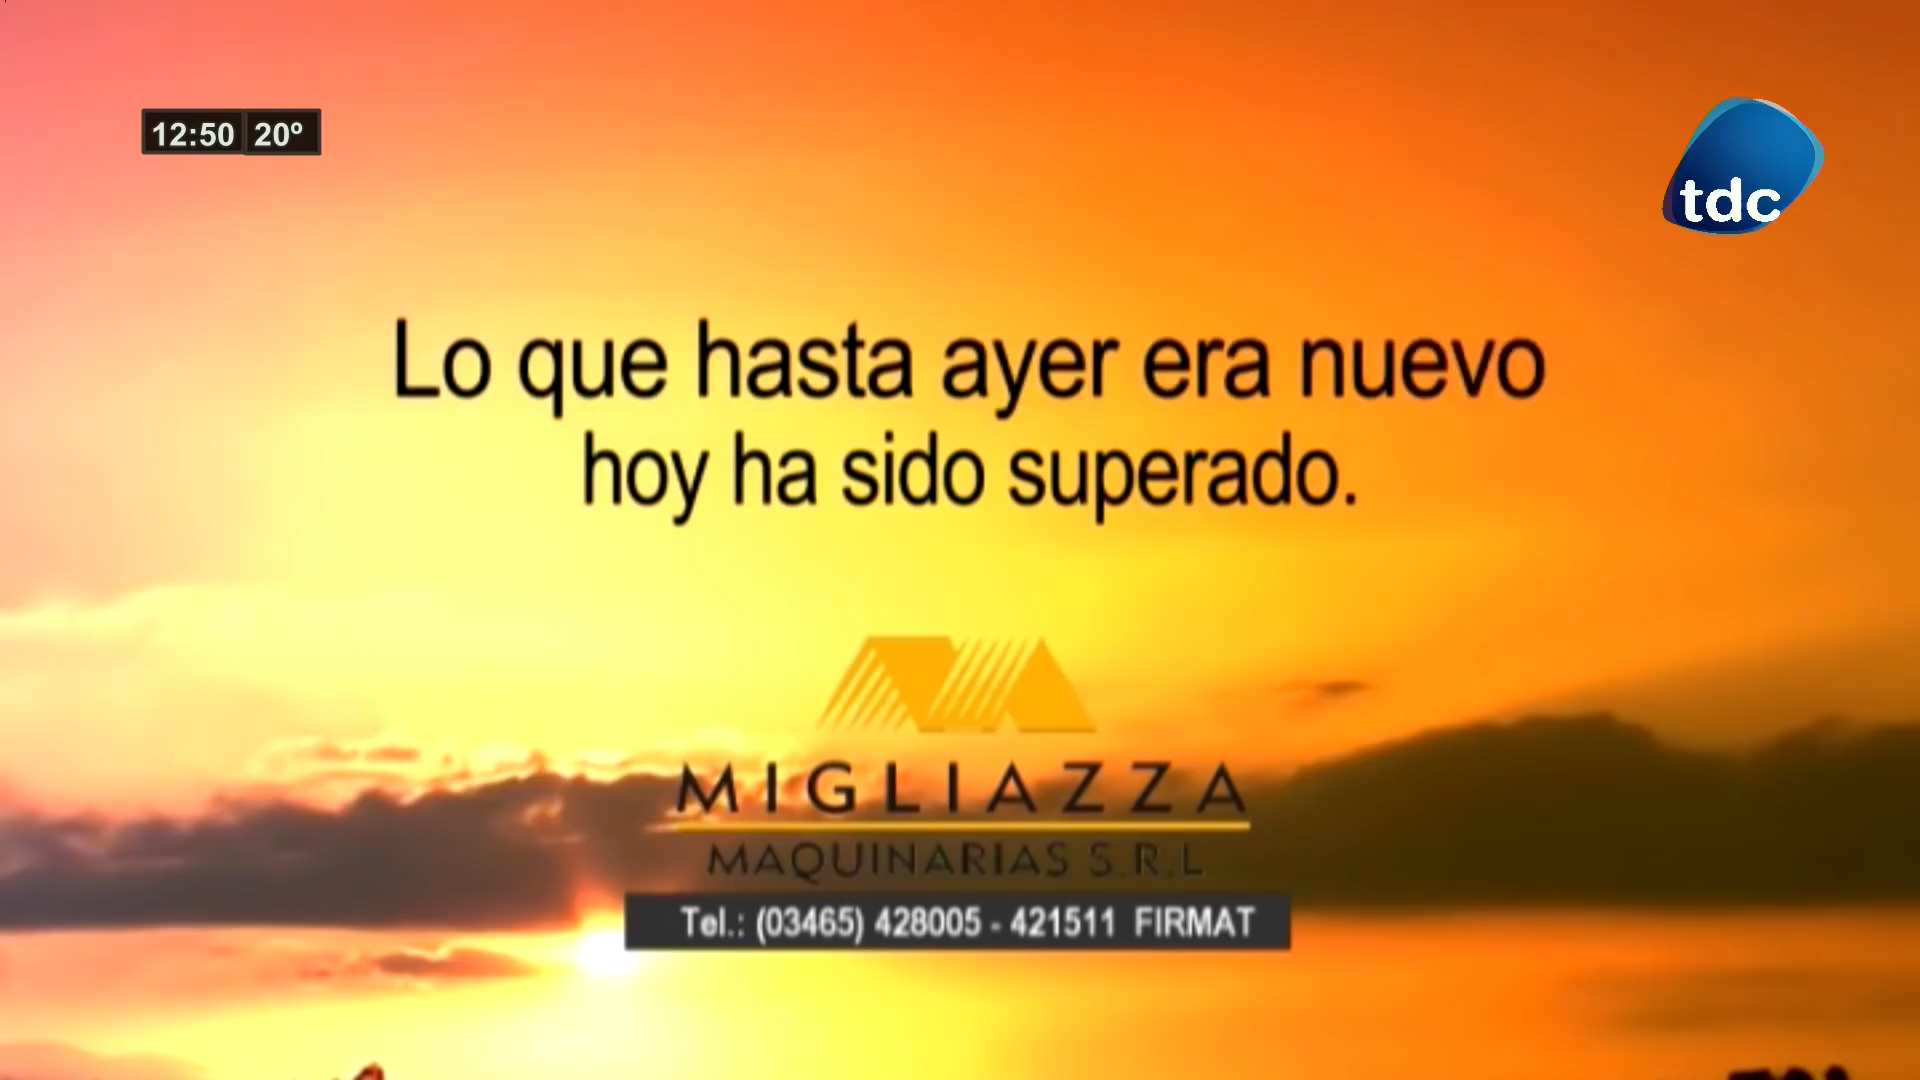 12:50 20º
tdc
Lo que hasta ayer era nuevo
hoy ha sido superado.
MIGLIAZZA
MAQUINARIAS S.R.L
Tel.: (03465) 428005 - 421511 FIRMAT